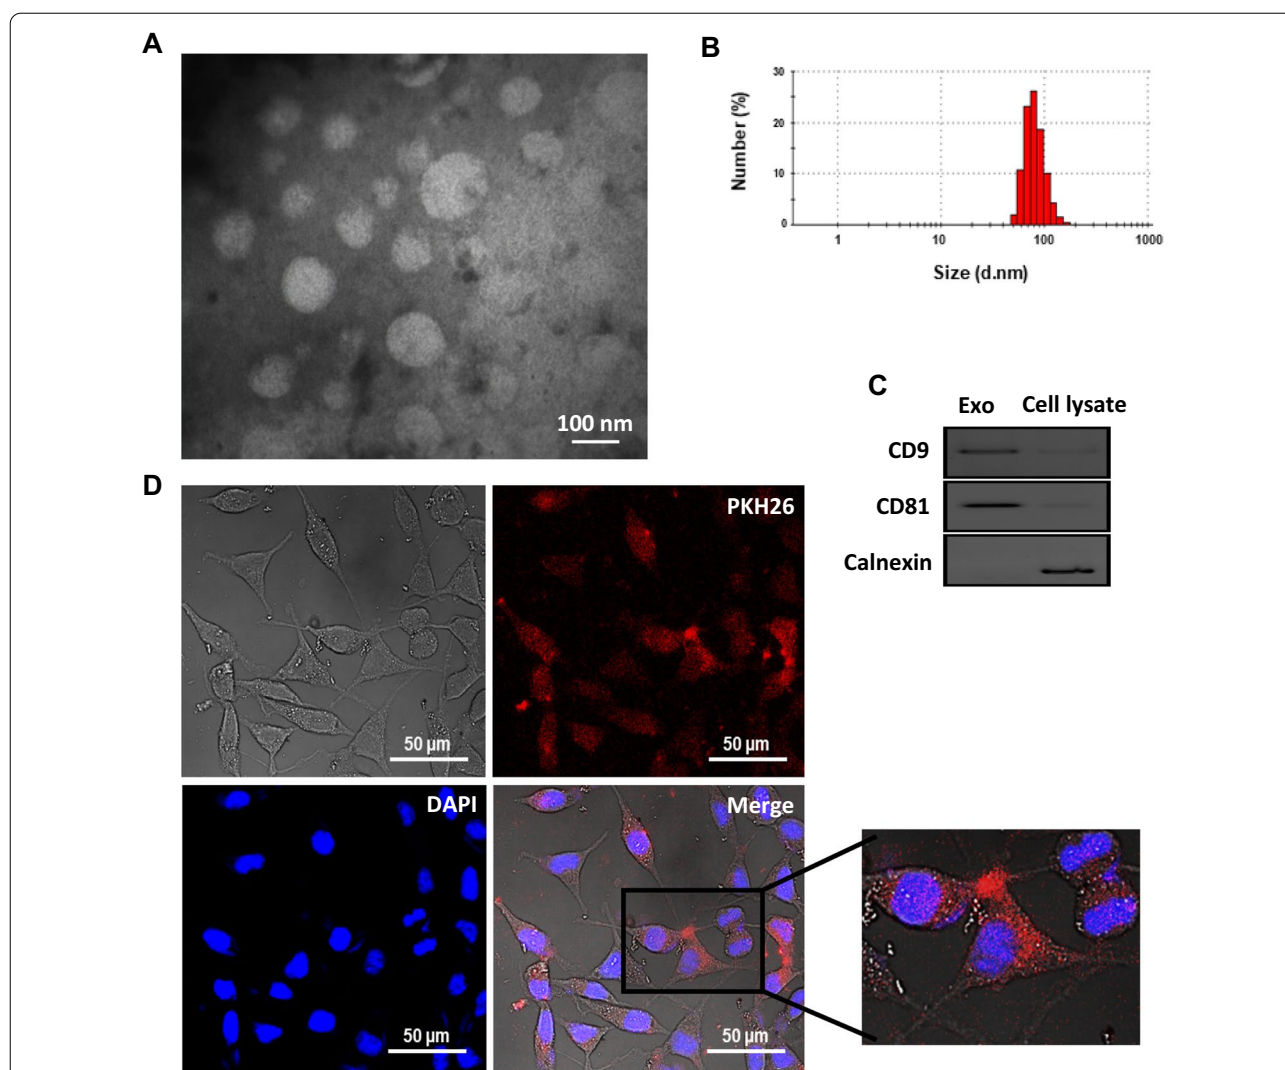 A
100 nm
B
Number (%)
30
20
10
0
1
10
100
1000
Size (d.nm)
C
Exo
Cell lysate
CD9
CD81
Calnexin
D
50 µm
PKH26
50 µm
DAPI
50 µm
Merge
50 µm